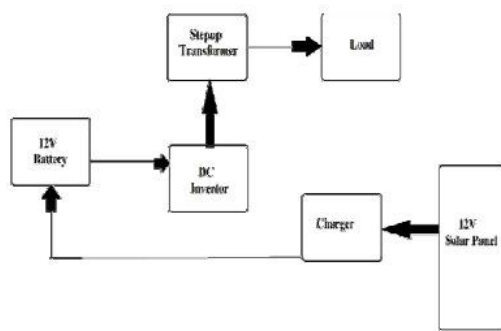 Stepup
Transformer
Load
12V
Battery
DC
Inventor
Charger
12V
Solar Panel